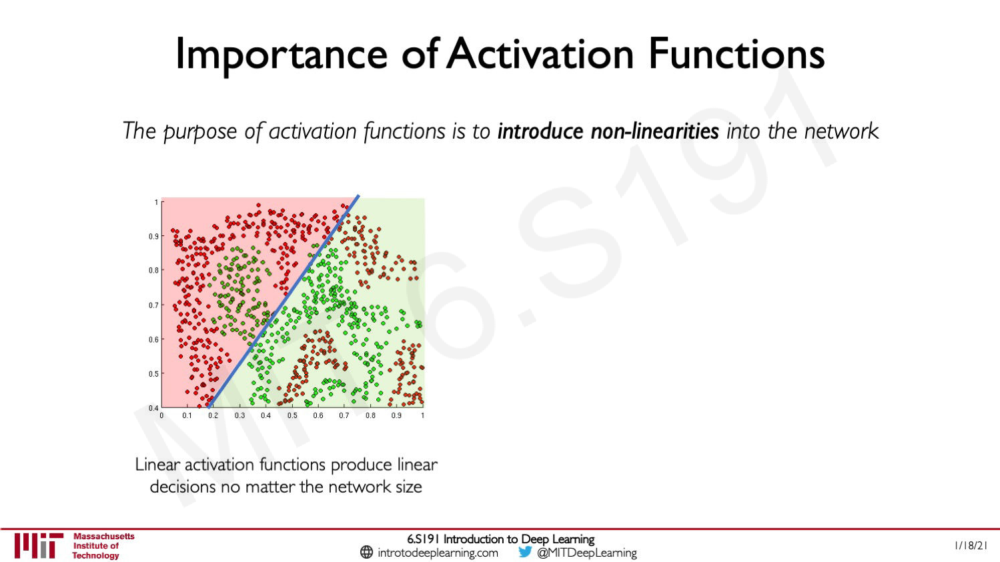 Importance of Activation Functions
The purpose of activation functions is to introduce non-linearities into the network
1
0.9
0.8
0.7
0.6
0.5
0.4
0 0.1 0.2 0.3 0.4 0.5 0.6 0.7 0.8 0.9 1
Linear activation functions produce linear
decisions no matter the network size
MIT 6.S191
Massachusetts
Institute of
Technology
6.S191 Introduction to Deep Learning
introtodeeplearning.com @MITDeepLearning
1/18/21